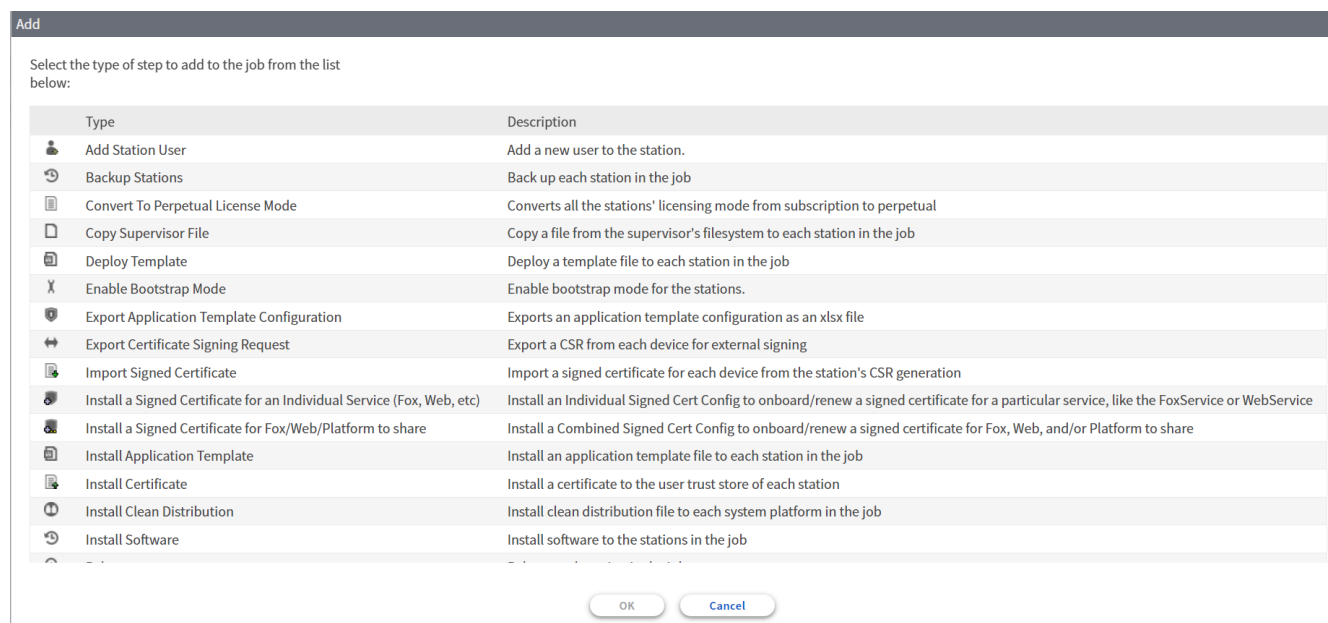 Add
Select the type of step to add to the job from the list
below:
Type Description
Add Station User Add a new user to the station.
Backup Stations Back up each station in the job
Convert To Perpetual License Mode Converts all the stations' licensing mode from subscription to perpetual
Copy Supervisor File Copy a file from the supervisor's filesystem to each station in the job
Deploy Template Deploy a template file to each station in the job
Enable Bootstrap Mode Enable bootstrap mode for the stations.
Export Application Template Configuration Exports an application template configuration as an xlsx file
Export Certificate Signing Request Export a CSR from each device for external signing
Import Signed Certificate Import a signed certificate for each device from the station's CSR generation
Install a Signed Certificate for an Individual Service (Fox, Web, etc) Install an Individual Signed Cert Config to onboard/renew a signed certificate for a particular service, like the FoxService or WebService
Install a Signed Certificate for Fox/Web/Platform to share Install a Combined Signed Cert Config to onboard/renew a signed certificate for Fox, Web, and/or Platform to share
Install Application Template Install an application template file to each station in the job
Install Certificate Install a certificate to the user trust store of each station
Install Clean Distribution Install clean distribution file to each system platform in the job
Install Software Install software to the stations in the job
OK Cancel